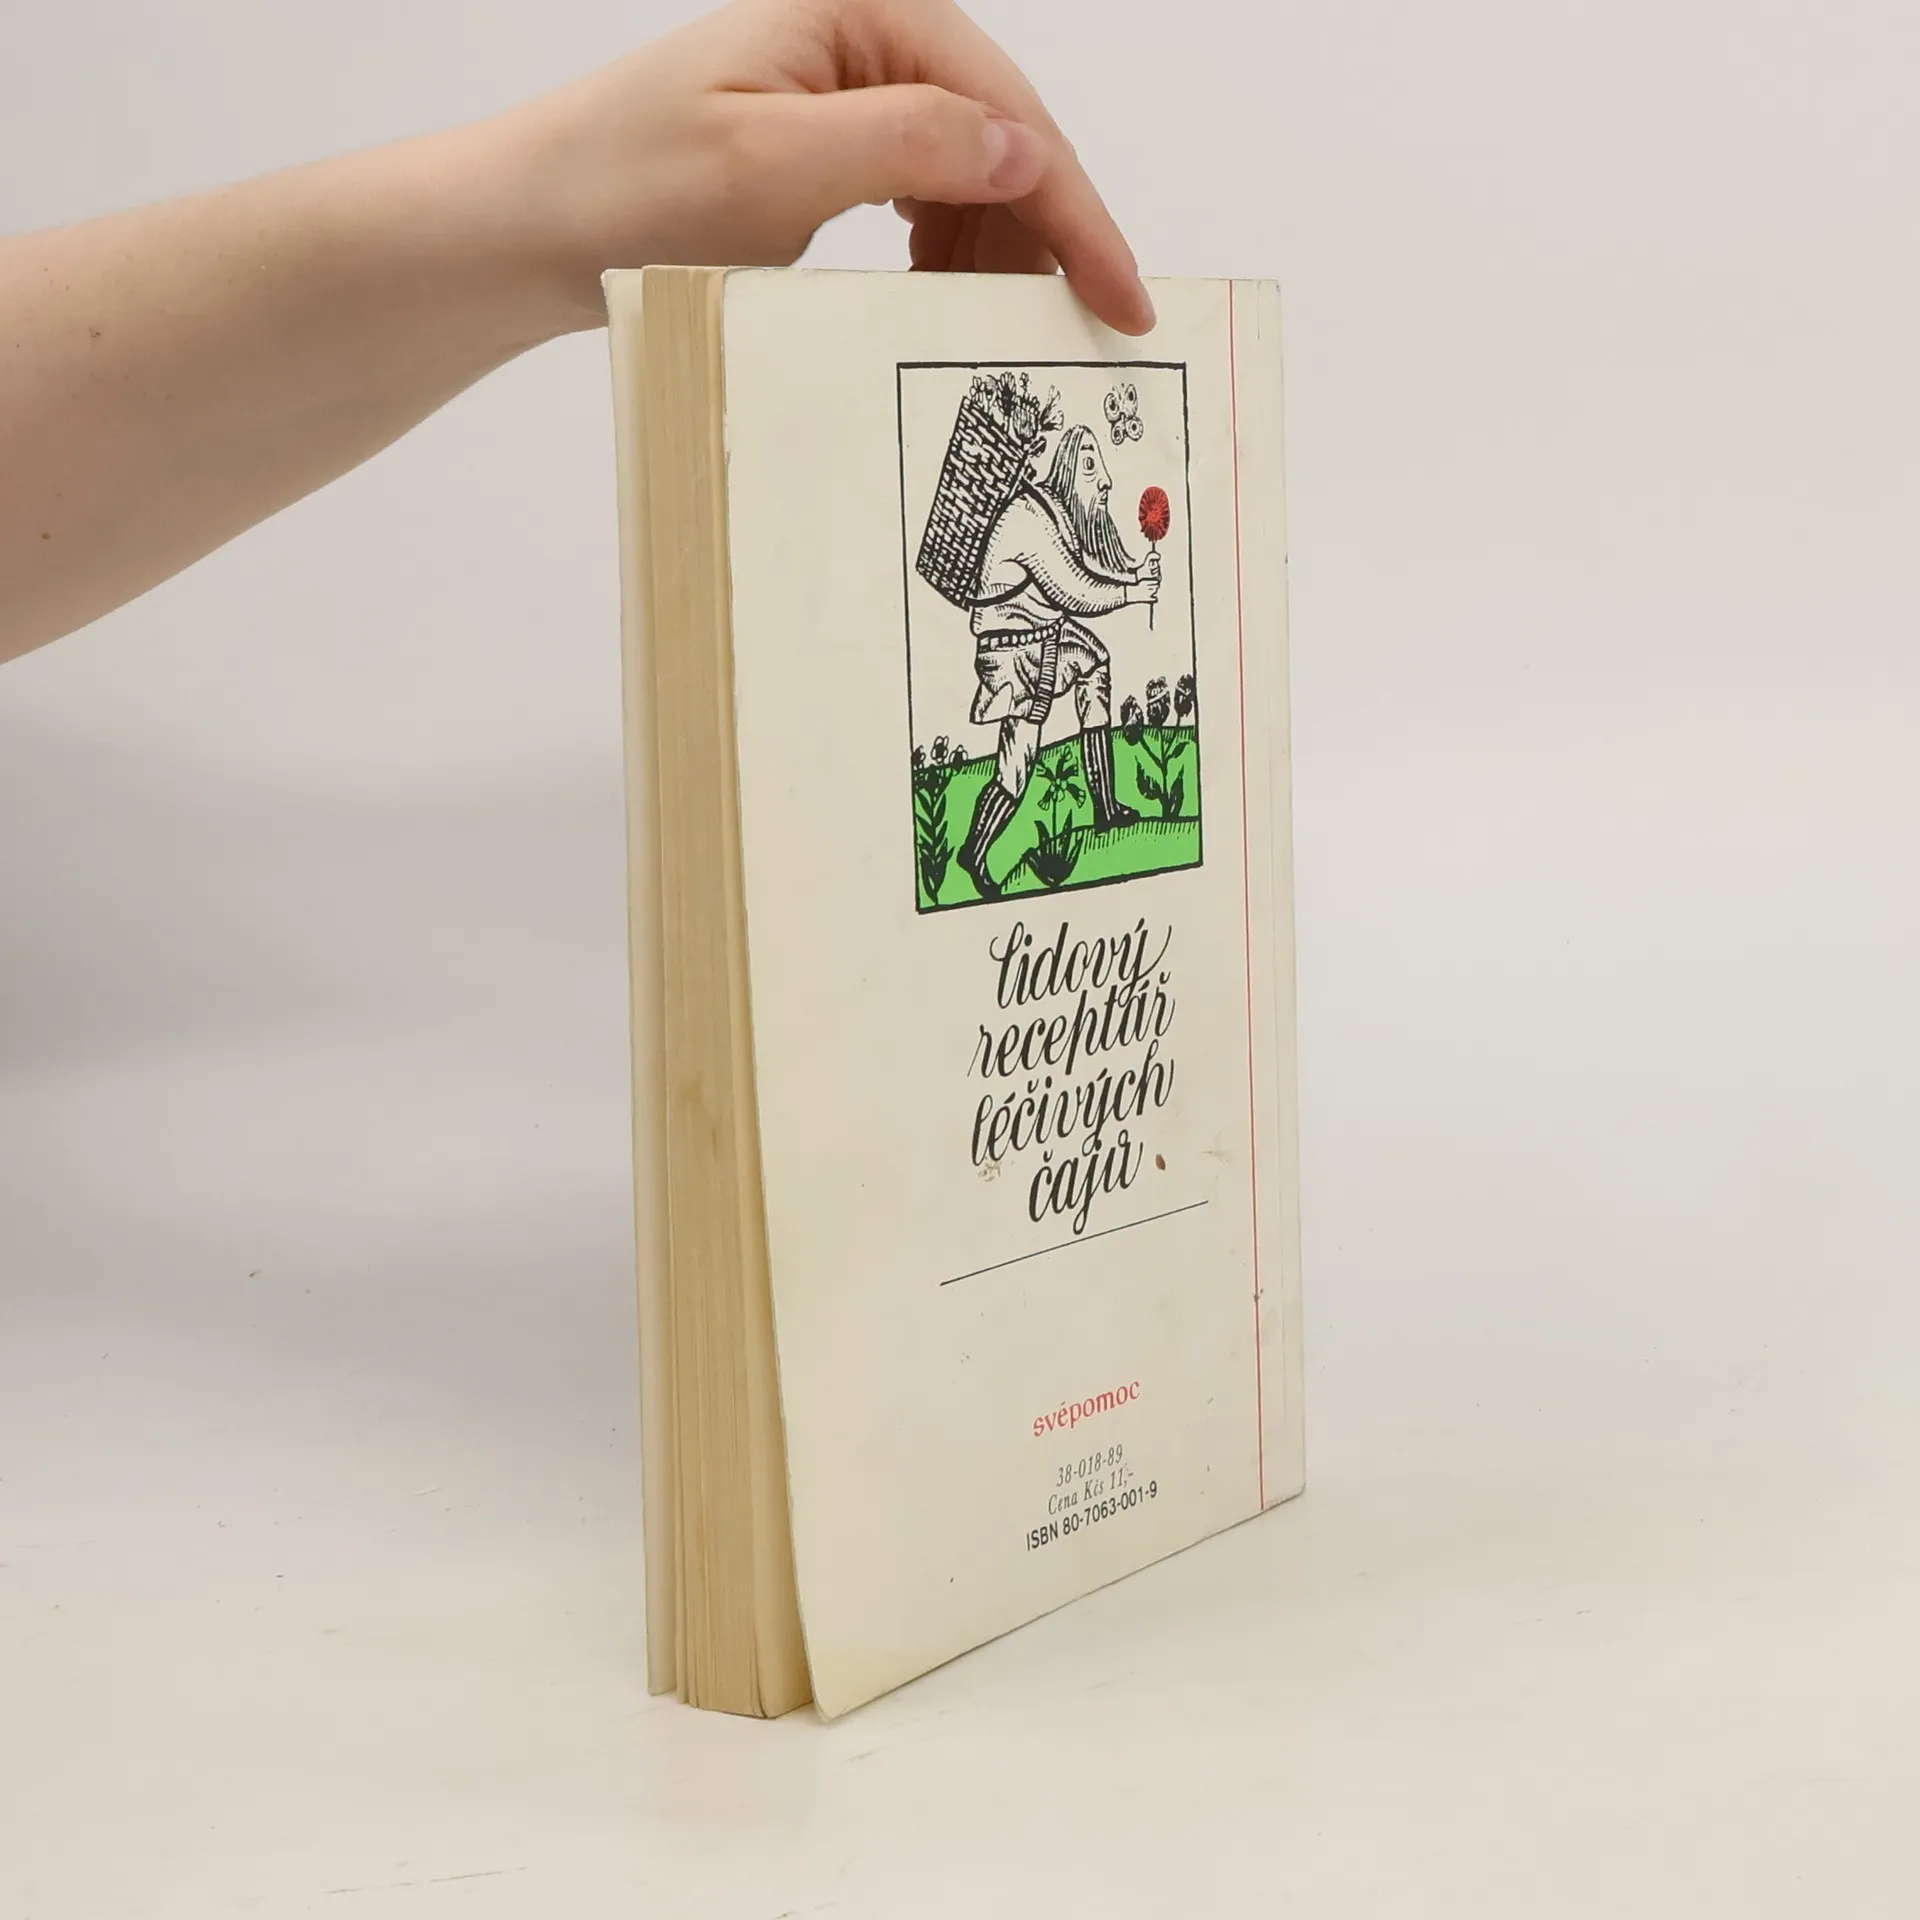 lidový
receptář
léčivých
čajů
svépomoc
38-018-89
Cena Kčs 11,-
ISBN 80-7063-001-9